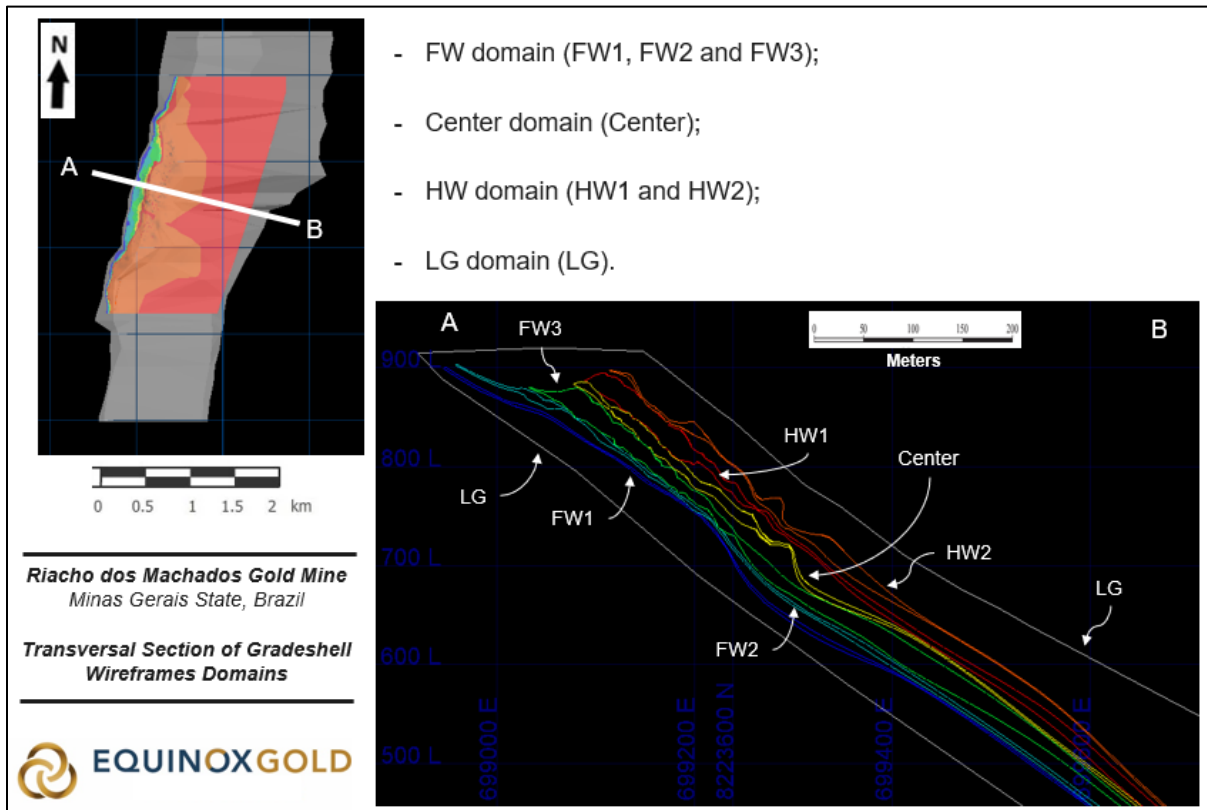 N
A
B
0 0.5 1 1.5 2 km
Riacho dos Machados Gold Mine
Minas Gerais State, Brazil
Transversal Section of Gradeshell
Wireframes Domains
EQUINOXGOLD
- FW domain (FW1, FW2 and FW3);
- Center domain (Center);
- HW domain (HW1 and HW2);
- LG domain (LG).
A
B
0 50 100 150 200
Meters
FW3
HW1
Center
LG
FW1
HW2
LG
FW2
900 L
800 L
700 L
600 L
500 L
699000 E
699200 E
8223600 N
699400 E